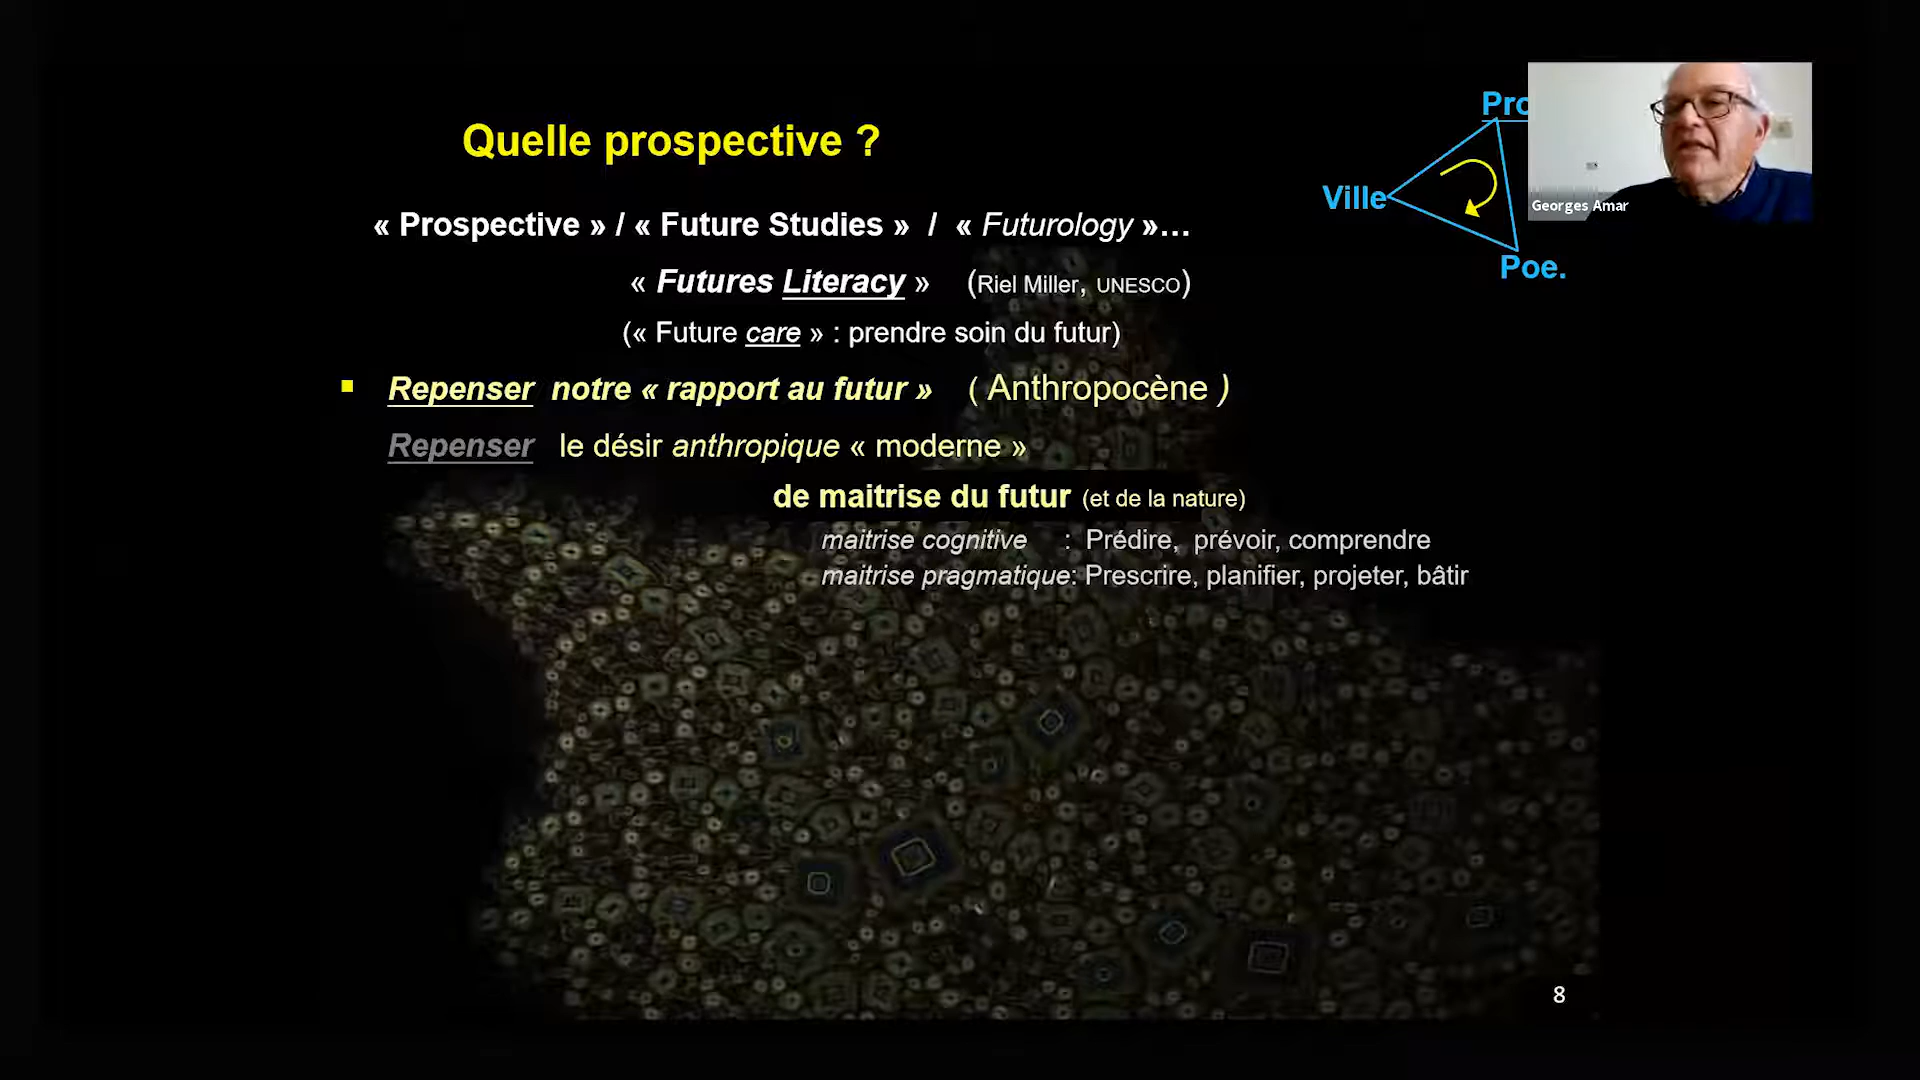 Quelle prospective ?
« Prospective » / « Future Studies » / « Futurology »...
« Futures Literacy » (Riel Miller, UNESCO)
(« Future care » : prendre soin du futur)
Repenser notre « rapport au futur » ( Anthropocène )
Repenser le désir anthropique « moderne »
de maitrise du futur (et de la nature)
maitrise cognitive : Prédire, prévoir, comprendre
maitrise pragmatique: Prescrire, planifier, projeter, bâtir
Pro
Ville
Poe.
Georges Amar
8